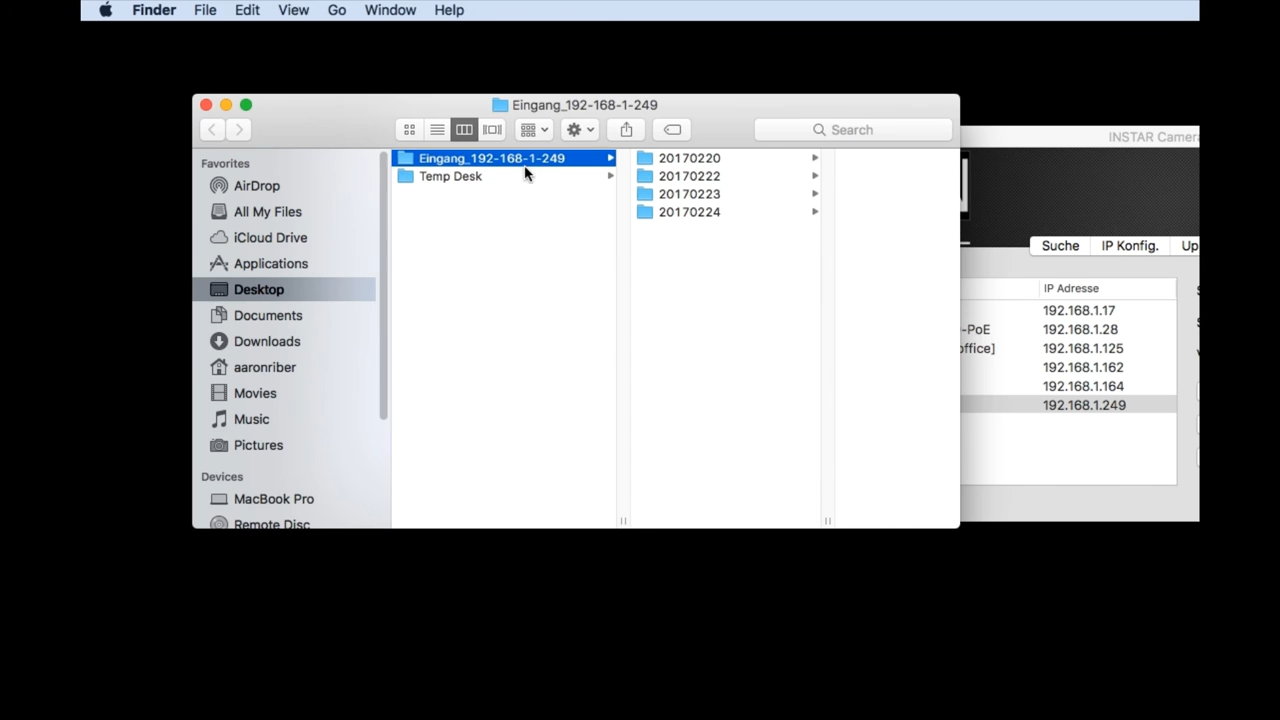 Finder File Edit View Go Window Help
Eingang_192-168-1-249
Search
INSTAR Camera
Favorites
AirDrop
All My Files
iCloud Drive
Applications
Desktop
Documents
Downloads
aaronriber
Movies
Music
Pictures
Devices
MacBook Pro
Remote Disc
Eingang_192-168-1-249
Temp Desk
20170220
20170222
20170223
20170224
Suche IP Konfig. Up
IP Adresse
192.168.1.17
-PoE 192.168.1.28
office] 192.168.1.125
192.168.1.162
192.168.1.164
192.168.1.249